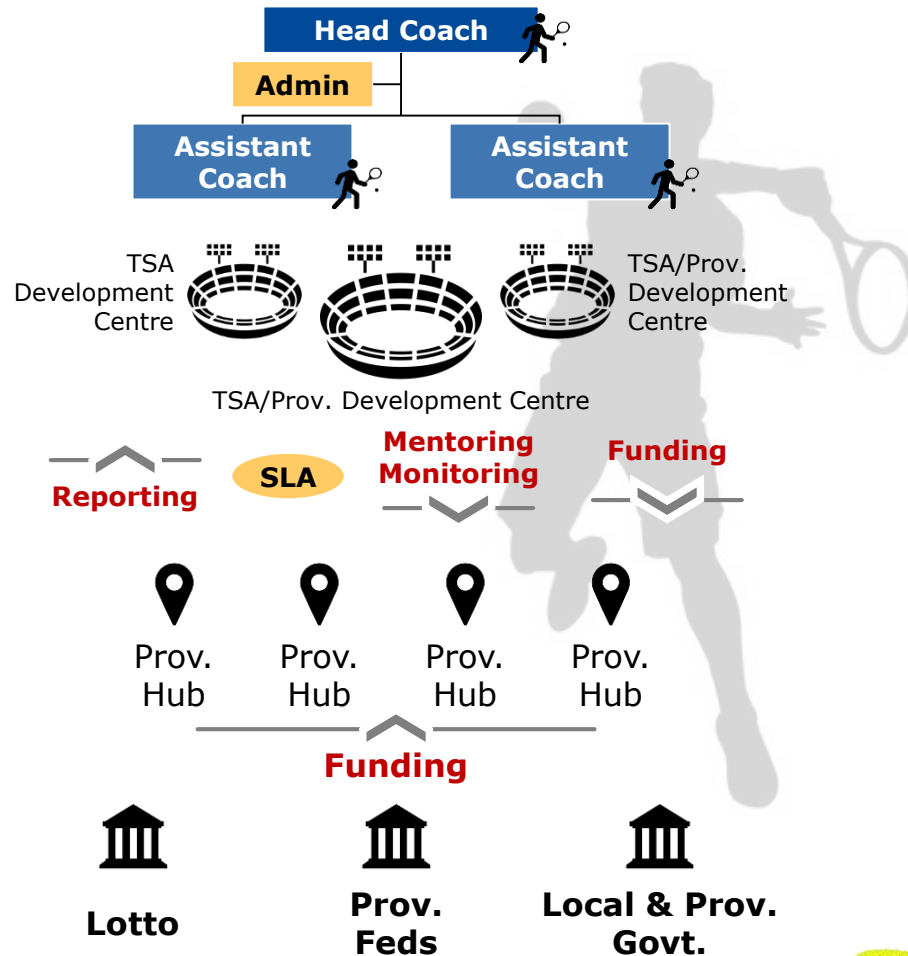 Head Coach
Admin
Assistant
Coach
Assistant
Coach
TSA
Development
Centre
TSA/Prov.
Development
Centre
TSA/Prov. Development Centre
Reporting
SLA
Mentoring
Monitoring
Funding
Prov.
Hub
Prov.
Hub
Prov.
Hub
Prov.
Hub
Funding
Lotto
Prov.
Feds
Local & Prov.
Govt.